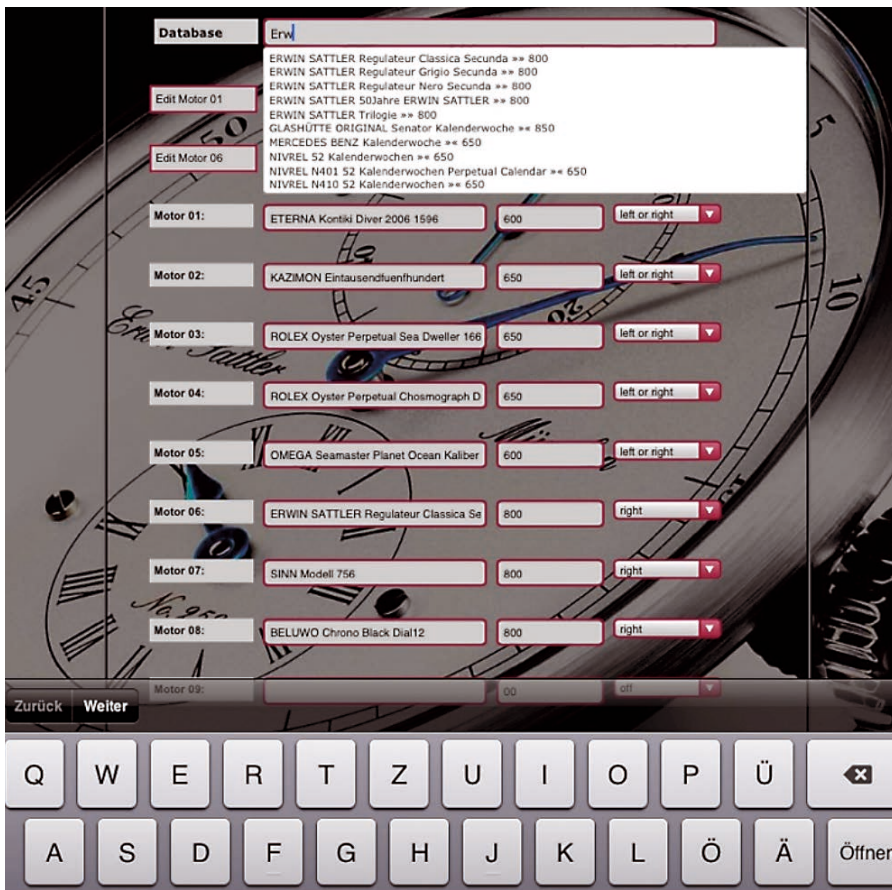 Database Erw
ERWIN SATTLER Regulateur Classica Secunda »» 800
ERWIN SATTLER Regulateur Grigio Secunda »» 800
ERWIN SATTLER Regulateur Nero Secunda »» 800
ERWIN SATTLER 50Jahre ERWIN SATTLER »» 800
ERWIN SATTLER Trilogie »» 800
GLASHÜTTE ORIGINAL Senator Kalenderwoche »« 850
MERCEDES BENZ Kalenderwoche »« 650
NIVREL 52 Kalenderwochen »« 650
NIVREL N401 52 Kalenderwochen Perpetual Calendar »« 650
NIVREL N410 52 Kalenderwochen »« 650
Edit Motor 01
Edit Motor 06
50
5
Motor 01: ETERNA Kontiki Diver 2006 1596 600 left or right
Motor 02: KAZIMON Eintausendfuenfhundert 650 left or right
45
10
20
Motor 03: ROLEX Oyster Perpetual Sea Dweller 166 650 left or right
Erwin Sattler
Motor 04: ROLEX Oyster Perpetual Chosmograph D 650 left or right
Motor 05: OMEGA Seamaster Planet Ocean Kaliber 600 left or right
Motor 06: ERWIN SATTLER Regulateur Classica Se 800 right
Motor 07: SINN Modell 756 800 right
Motor 08: BELUWO Chrono Black Dial12 800 right
Motor 09: 00 off
Zurück Weiter
Q W E R T Z U I O P Ü
A S D F G H J K L Ö Ä Öffner